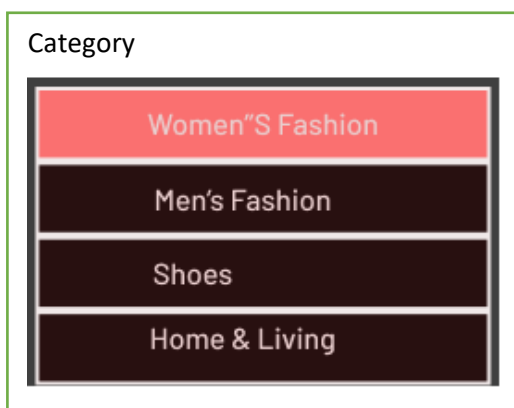 Category
Women”S Fashion
Men’s Fashion
Shoes
Home & Living